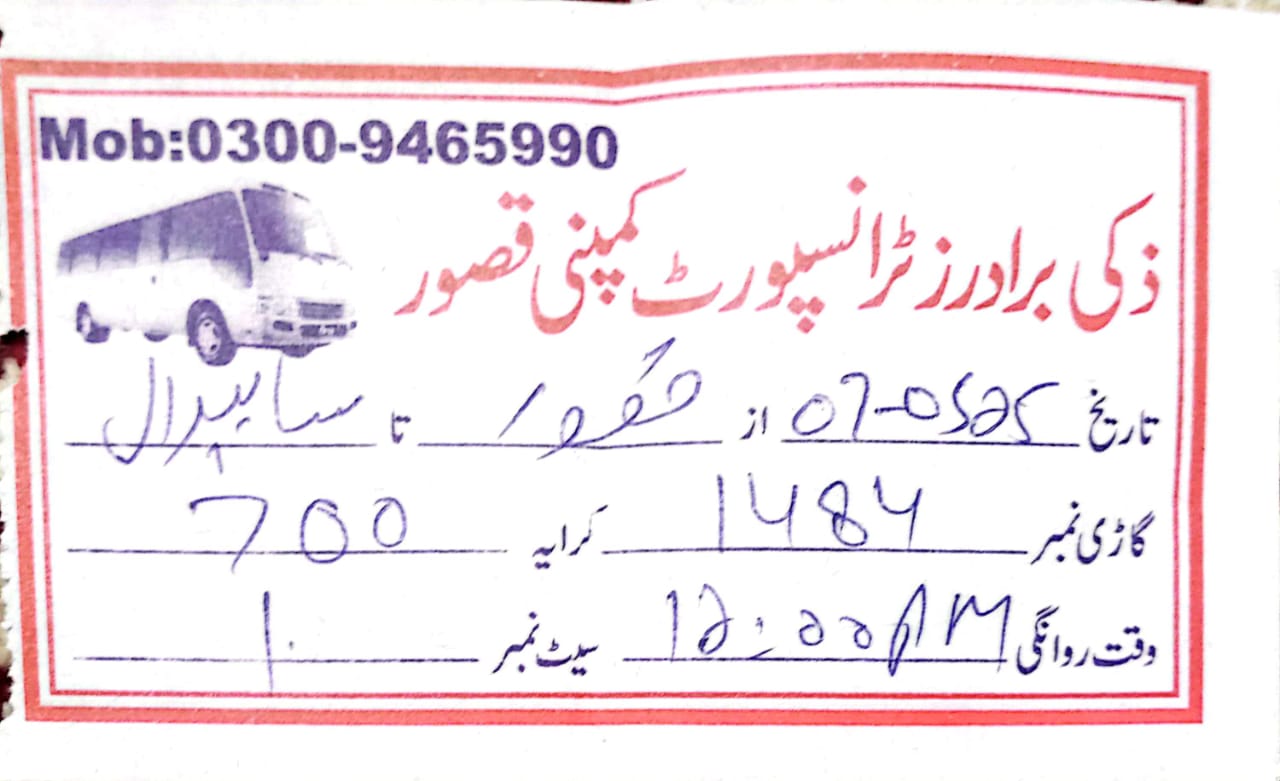 Mob:0300-9465990
ذکی برادرز ٹرانسپورٹ کمپنی قصور
تاریخ 07-0525 از قصور تا ساہیوال
گاڑی نمبر 1484 کرایہ 700
وقت روانگی 12:00 PM سیٹ نمبر 1